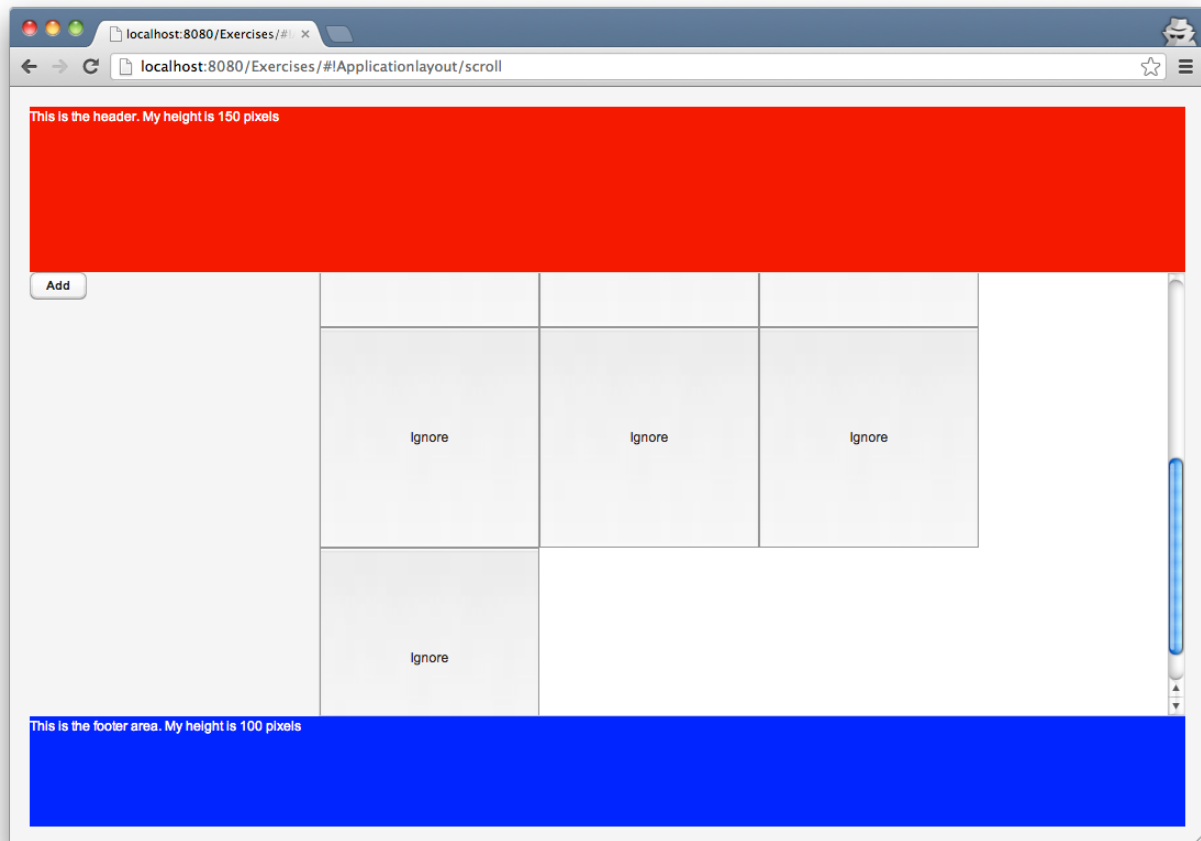 localhost:8080/Exercises/#!
localhost:8080/Exercises/#!Applicationlayout/scroll
This is the header. My height is 150 pixels
Add
Ignore Ignore Ignore
Ignore
This is the footer area. My height is 100 pixels